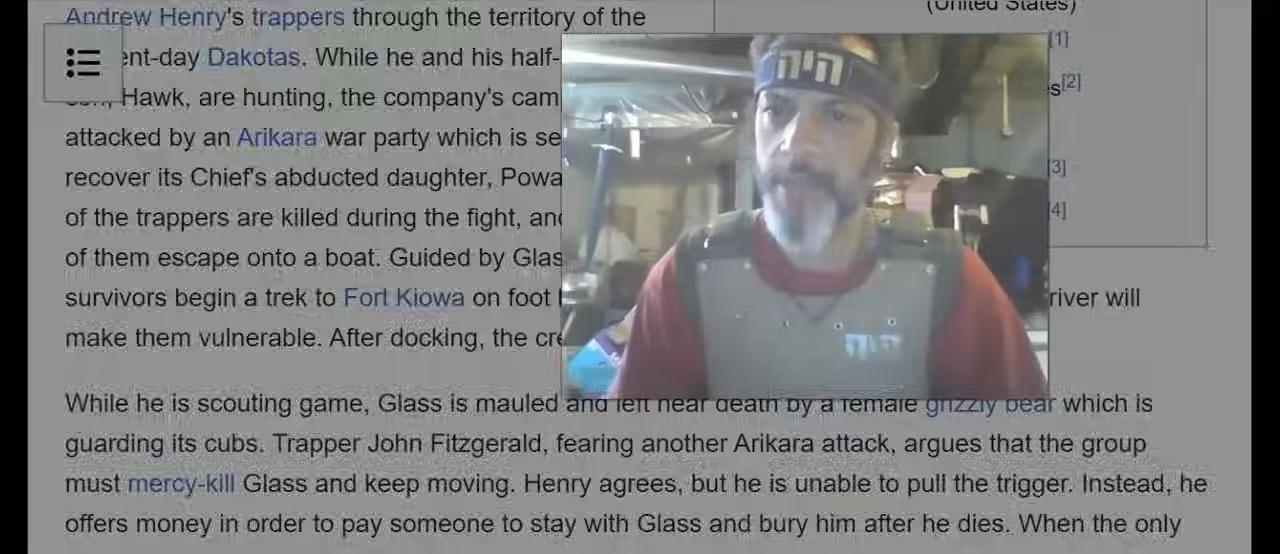 (United States)
Andrew Henry's trappers through the territory of the
ent-day Dakotas. While he and his half-
[1]
Hawk, are hunting, the company's cam
s[2]
attacked by an Arikara war party which is se
recover its Chief's abducted daughter, Powa
[3]
of the trappers are killed during the fight, and
[4]
of them escape onto a boat. Guided by Glas
survivors begin a trek to Fort Kiowa on foot river will
make them vulnerable. After docking, the cre
היה
היה
While he is scouting game, Glass is mauled and left near death by a female grizzly bear which is
guarding its cubs. Trapper John Fitzgerald, fearing another Arikara attack, argues that the group
must mercy-kill Glass and keep moving. Henry agrees, but he is unable to pull the trigger. Instead, he
offers money in order to pay someone to stay with Glass and bury him after he dies. When the only